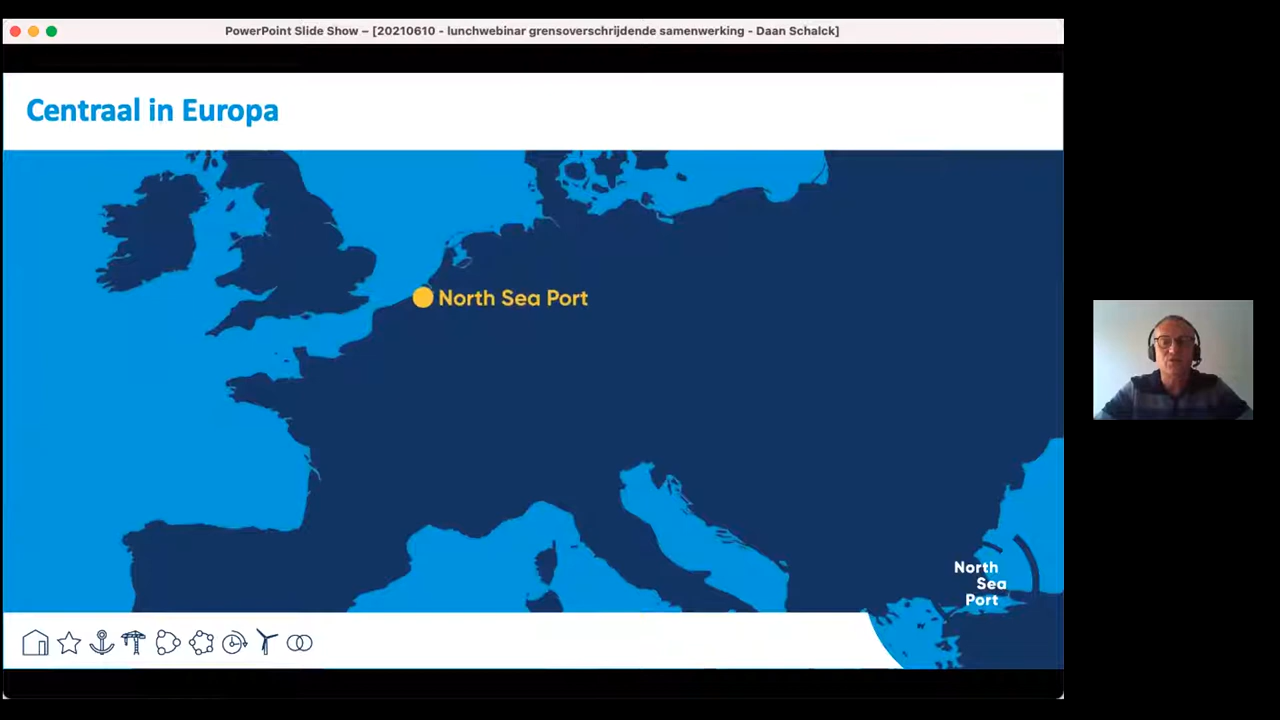 PowerPoint Slide Show – [20210610 - lunchwebinar grensoverschrijdende samenwerking - Daan Schalck]
Centraal in Europa
North Sea Port
North
Sea
Port